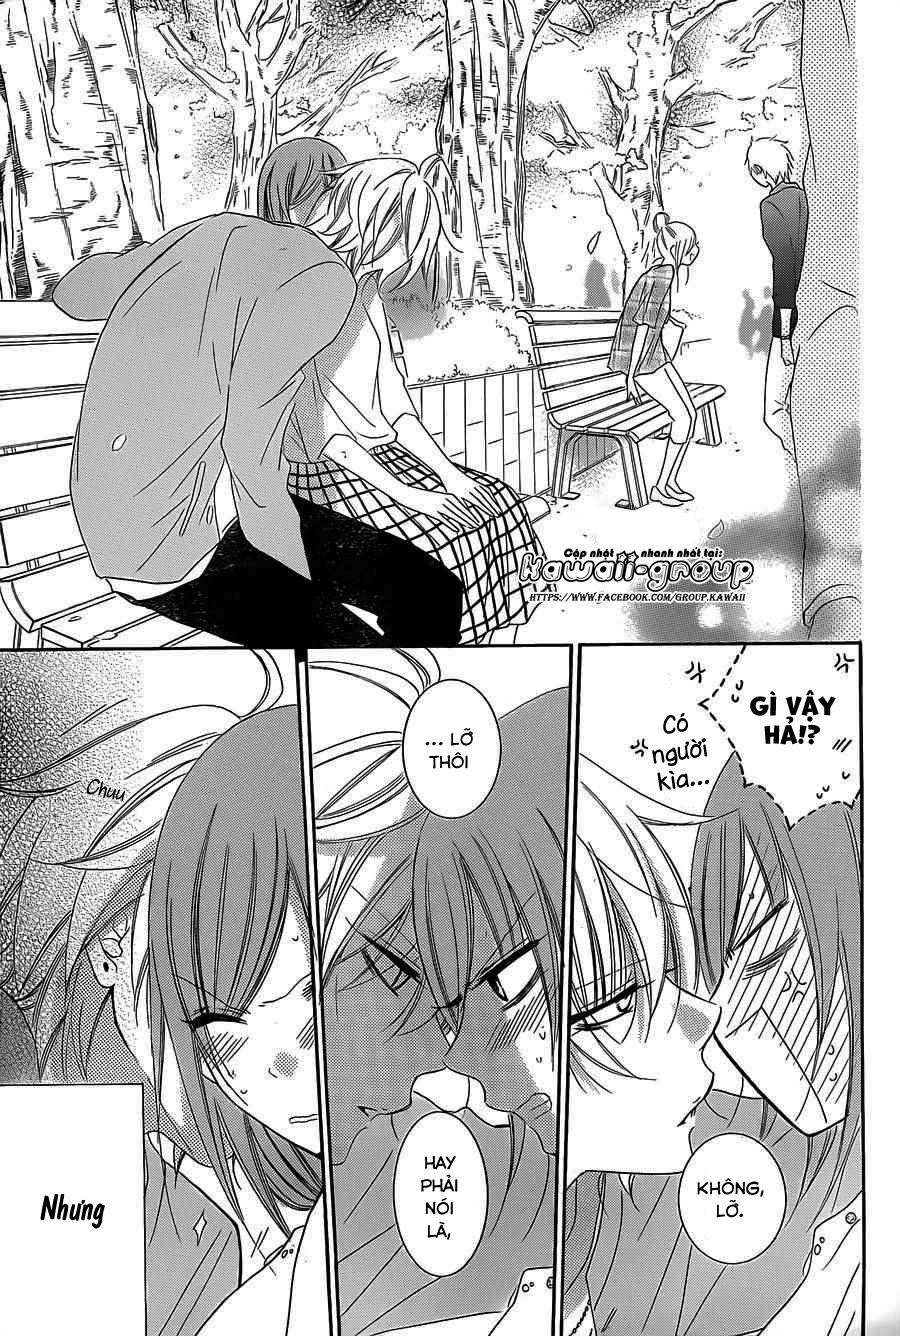 Cập nhật nhanh nhất tại:
kawaii-group
HTTPS://WWW.FACEBOOK.COM/GROUP.KAWAII
GÌ VẬY
HẢ!?
Có
người
kìa...
KHÔNG,
LỠ.
... LỠ
THÔI
HAY
PHẢI
NÓI
LÀ,
Chuu
Nhưng